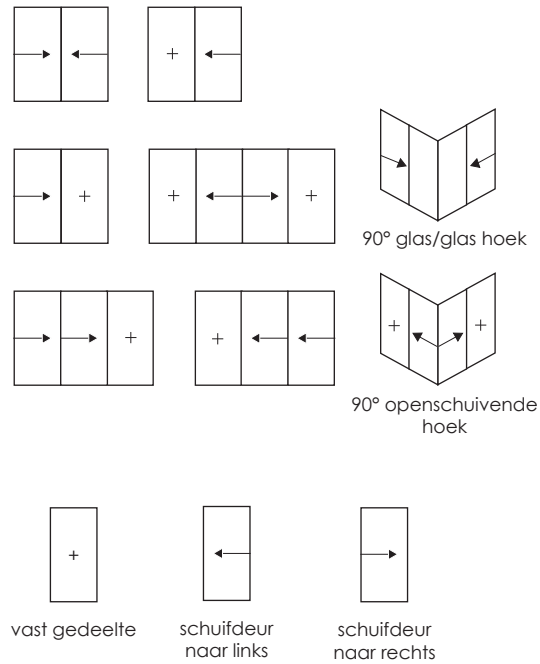 90° glas/glas hoek
90° openschuivende
hoek
vast gedeelte
schuifdeur
naar links
schuifdeur
naar rechts